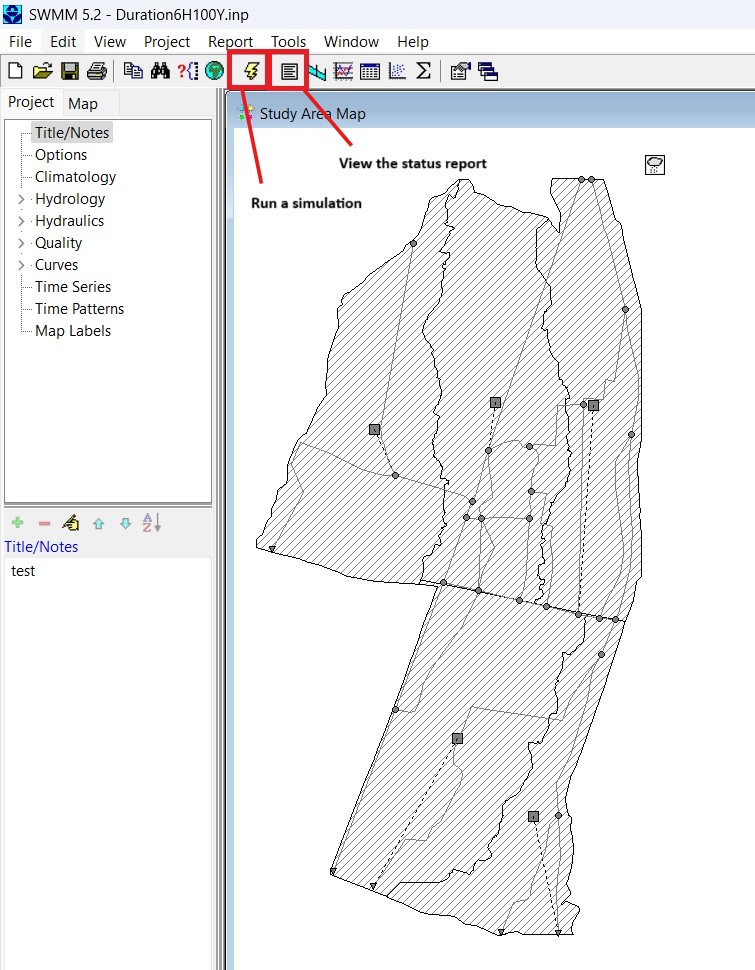 SWMM 5.2 - Duration6H100Y.inp
File Edit View Project Report Tools Window Help
Project Map
Study Area Map
Title/Notes
Options
Climatology
Hydrology
Hydraulics
Quality
Curves
Time Series
Time Patterns
Map Labels
View the status report
Run a simulation
Title/Notes
test